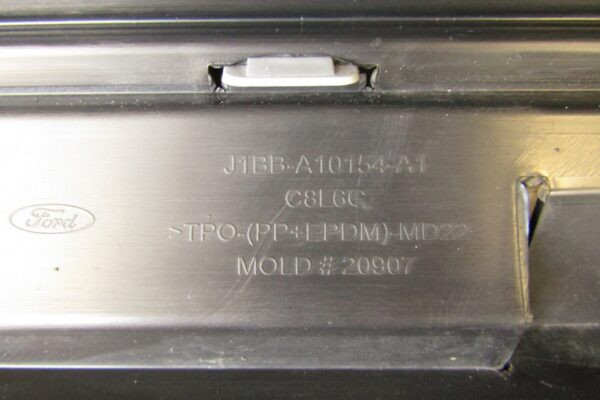 J1BB-A10154-A1
C8L6C
Ford
>TPO-(PP+EPDM)-MD22<
MOLD # 20907